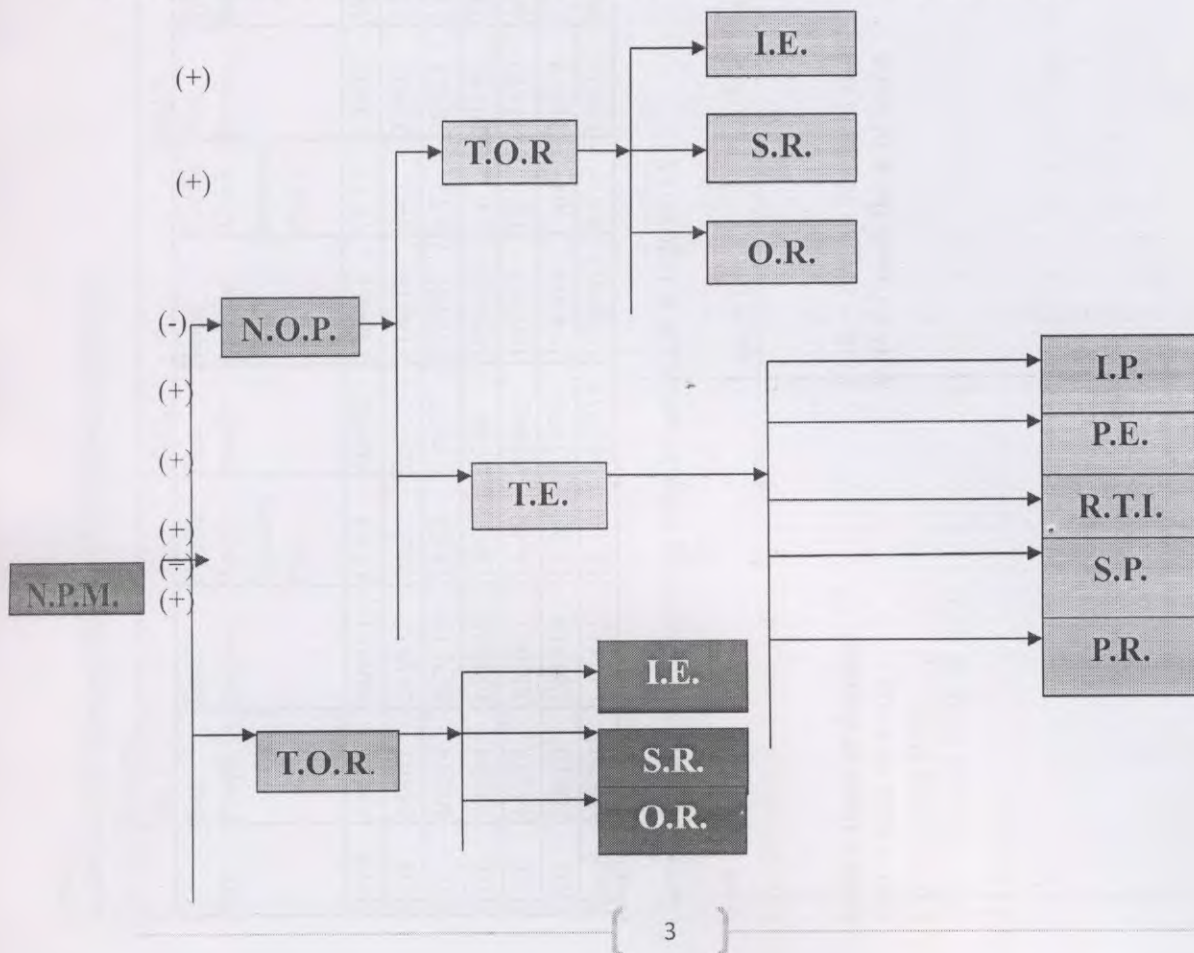 I.E.
(+)
T.O.R
S.R.
(+)
O.R.
(-)
N.O.P.
I.P.
(+)
P.E.
(+)
T.E.
R.T.I.
(+)
S.P.
N.P.M.
(+)
P.R.
I.E.
T.O.R.
S.R.
O.R.
3